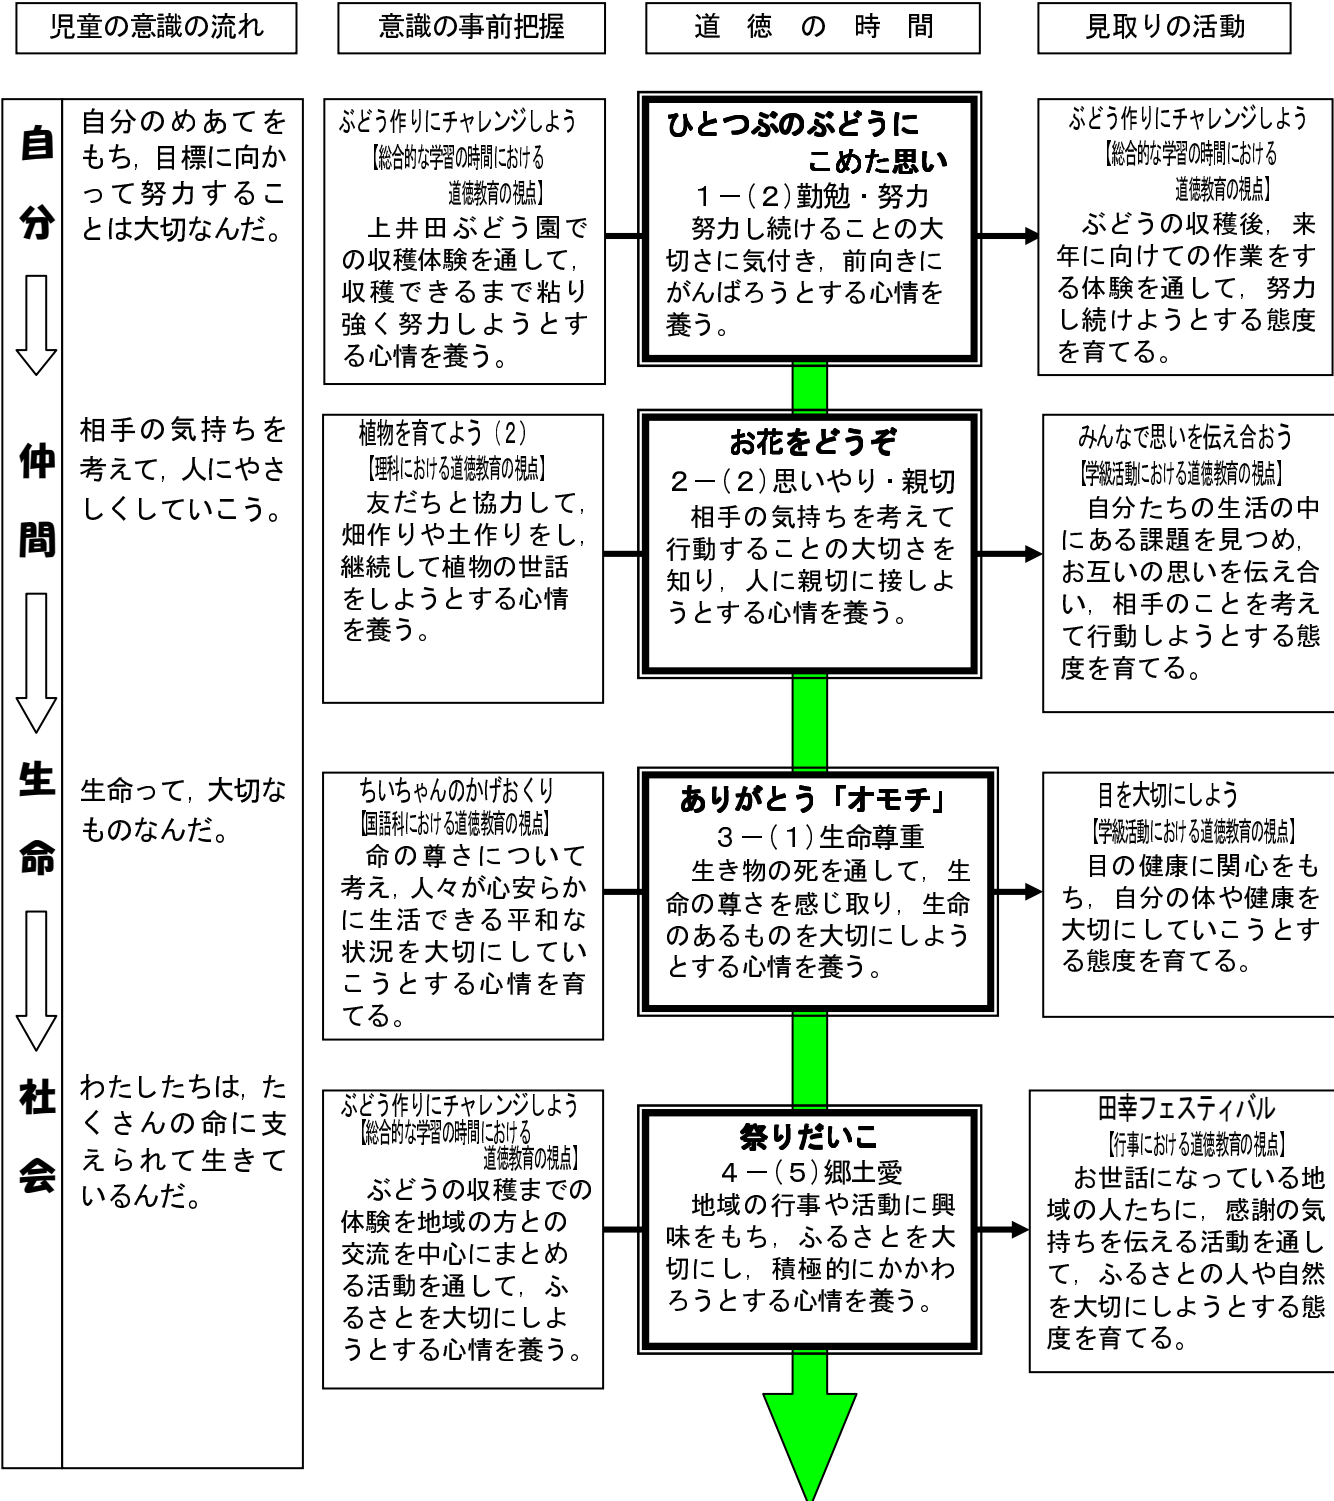 児童の意識の流れ
意識の事前把握
道徳の時間
見取りの活動
自分
自分のめあてを
もち，目標に向か
って努力するこ
とは大切なんだ。
ぶどう作りにチャレンジしよう
【総合的な学習の時間における
道徳教育の視点】
上井田ぶどう園で
の収穫体験を通して，
収穫できるまで粘り
強く努力しようとす
る心情を養う。
ひとつぶのぶどうに
こめた思い
１－（２）勤勉・努力
努力し続けることの大
切さに気付き，前向きに
がんばろうとする心情を
養う。
ぶどう作りにチャレンジしよう
【総合的な学習の時間における
道徳教育の視点】
ぶどうの収穫後，来
年に向けての作業をす
る体験を通して，努力
し続けようとする態度
を育てる。
仲間
相手の気持ちを
考えて，人にやさ
しくしていこう。
植物を育てよう（２）
【理科における道徳教育の視点】
友だちと協力して，
畑作りや土作りをし，
継続して植物の世話
をしようとする心情
を養う。
お花をどうぞ
２－（２）思いやり・親切
相手の気持ちを考えて
行動することの大切さを
知り，人に親切に接しよ
うとする心情を養う。
みんなで思いを伝え合おう
【学級活動における道徳教育の視点】
自分たちの生活の中
にある課題を見つめ，
お互いの思いを伝え合
い，相手のことを考え
て行動しようとする態
度を育てる。
生命
生命って，大切な
ものなんだ。
ちいちゃんのかげおくり
【国語科における道徳教育の視点】
命の尊さについて
考え，人々が心安らか
に生活できる平和な
状況を大切にしてい
こうとする心情を育
てる。
ありがとう「オモチ」
３－（１）生命尊重
生き物の死を通して，生
命の尊さを感じ取り，生命
のあるものを大切にしよう
とする心情を養う。
目を大切にしよう
【学級活動における道徳教育の視点】
目の健康に関心をも
ち，自分の体や健康を
大切にしていこうとす
る態度を育てる。
社会
わたしたちは，た
くさんの命に支
えられて生きて
いるんだ。
ぶどう作りにチャレンジしよう
【総合的な学習の時間における
道徳教育の視点】
ぶどうの収穫までの
体験を地域の方との
交流を中心にまとめ
る活動を通して，ふ
るさとを大切にしよ
うとする心情を養う。
祭りだいこ
４－（５）郷土愛
地域の行事や活動に興
味をもち，ふるさとを大
切にし，積極的にかかわ
ろうとする心情を養う。
田幸フェスティバル
【行事における道徳教育の視点】
お世話になっている地
域の人たちに，感謝の気
持ちを伝える活動を通し
て，ふるさとの人や自然
を大切にしようとする態
度を育てる。